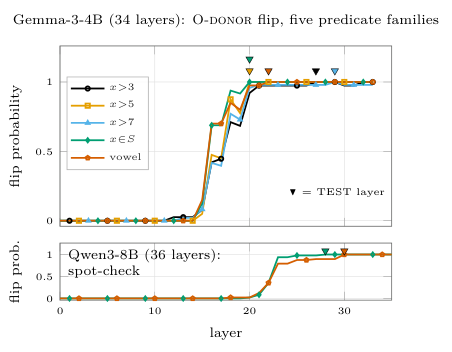 Gemma-3-4B (34 layers): O-DONOR flip, five predicate families
flip probability
1
0.5
0
x>3
x>5
x>7
x∈S
vowel
▼ = TEST layer
flip prob.
1
0.5
0
Qwen3-8B (36 layers):
spot-check
0
10
20
30
layer